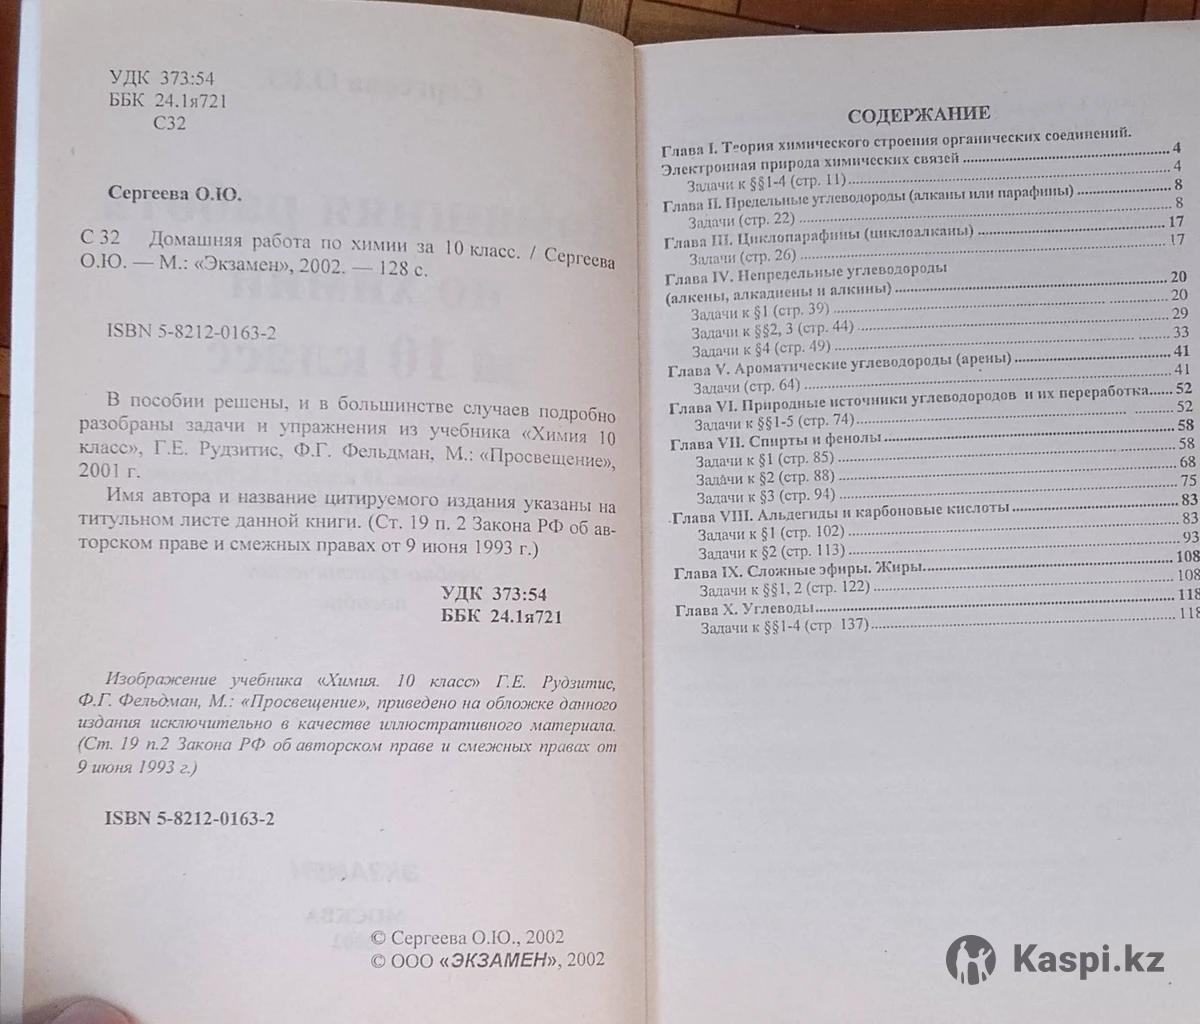 УДК 373:54
ББК 24.1я721
С32
Сергеева О.Ю.
С 32 Домашняя работа по химии за 10 класс. / Сергеева
О.Ю. — М.: «Экзамен», 2002. — 128 с.
ISBN 5-8212-0163-2
В пособии решены, и в большинстве случаев подробно
разобраны задачи и упражнения из учебника «Химия 10
класс», Г.Е. Рудзитис, Ф.Г. Фельдман, М.: «Просвещение»,
2001 г.
Имя автора и название цитируемого издания указаны на
титульном листе данной книги. (Ст. 19 п. 2 Закона РФ об ав-
торском праве и смежных правах от 9 июня 1993 г.)
УДК 373:54
ББК 24.1я721
Изображение учебника «Химия. 10 класс» Г.Е. Рудзитис,
Ф.Г. Фельдман, М.: «Просвещение», приведено на обложке данного
издания исключительно в качестве иллюстративного материала.
(Ст. 19 п.2 Закона РФ об авторском праве и смежных правах от
9 июня 1993 г.)
ISBN 5-8212-0163-2
© Сергеева О.Ю., 2002
© ООО «ЭКЗАМЕН», 2002
СОДЕРЖАНИЕ
Глава I. Теория химического строения органических соединений.
Электронная природа химических связей 4
Задачи к §§1-4 (стр. 11) 4
Глава II. Предельные углеводороды (алканы или парафины) 8
Задачи (стр. 22) 8
Глава III. Циклопарафины (циклоалканы) 17
Задачи (стр. 26) 17
Глава IV. Непредельные углеводороды
(алкены, алкадиены и алкины) 20
Задачи к §1 (стр. 39) 20
Задачи к §§2, 3 (стр. 44) 29
Задачи к §4 (стр. 49) 33
Глава V. Ароматические углеводороды (арены) 41
Задачи (стр. 64) 41
Глава VI. Природные источники углеводородов и их переработка 52
Задачи к §§1-5 (стр. 74) 52
Глава VII. Спирты и фенолы 58
Задачи к §1 (стр. 85) 58
Задачи к §2 (стр. 88) 68
Задачи к §3 (стр. 94) 75
Глава VIII. Альдегиды и карбоновые кислоты 83
Задачи к §1 (стр. 102) 83
Задачи к §2 (стр. 113) 93
Глава IX. Сложные эфиры. Жиры. 108
Задачи к §§1, 2 (стр. 122) 108
Глава X. Углеводы 118
Задачи к §§1-4 (стр 137) 118
Kaspi.kz